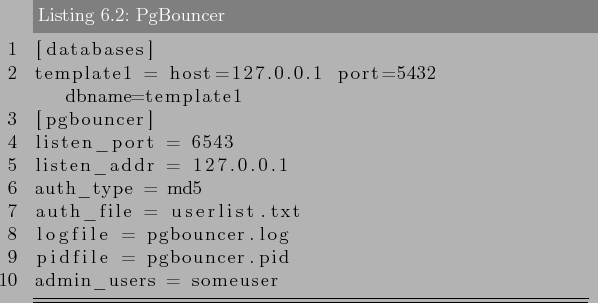 Listing 6.2: PgBouncer
1 [databases]
2 template1 = host=127.0.0.1 port=5432
dbname=template1
3 [pgbouncer]
4 listen_port = 6543
5 listen_addr = 127.0.0.1
6 auth_type = md5
7 auth_file = userlist.txt
8 logfile = pgbouncer.log
9 pidfile = pgbouncer.pid
10 admin_users = someuser